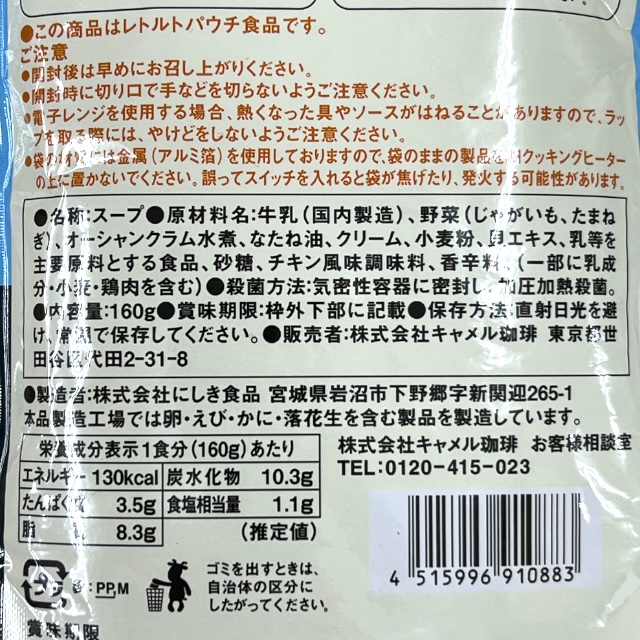 ●この商品はレトルトパウチ食品です。
ご注意
●開封後は早めにお召し上がりください。
●開封時に切り口で手などを切らないようご注意ください。
●電子レンジを使用する場合、熱くなった具やソースがはねることがありますので、ラッ
プを取る際には、やけどをしないようご注意ください。
●袋の材質には金属(アルミ箔)を使用しておりますので、袋のままの製品をIHクッキングヒーター
の上に置かないでください。誤ってスイッチを入れると袋が焦げたり、発火する可能性があります。
●名称:スープ●原材料名:牛乳(国内製造)、野菜(じゃがいも、たまね
ぎ)、オーシャンクラム水煮、なたね油、クリーム、小麦粉、貝エキス、乳等を
主要原料とする食品、砂糖、チキン風味調味料、香辛料、(一部に乳成
分・小麦・鶏肉を含む)●殺菌方法:気密性容器に密封し、加圧加熱殺菌。
●内容量:160g●賞味期限:枠外下部に記載●保存方法:直射日光を避
け、常温で保存してください。●販売者:株式会社キャメル珈琲 東京都世
田谷区代田2-31-8
●製造者:株式会社にしき食品 宮城県岩沼市下野郷字新関迎265-1
本品製造工場では卵・えび・かに・落花生を含む製品を製造しています。
栄養成分表示1食分(160g)あたり
エネルギー 130kcal 炭水化物 10.3g
たんぱく質 3.5g 食塩相当量 1.1g
脂質 8.3g (推定値)
株式会社キャメル珈琲 お客様相談室
TEL:0120-415-023
4 515996 910883
プラ
袋:PP,M
ゴミを出すときは、
自治体の区分に
したがってください。
賞味期限